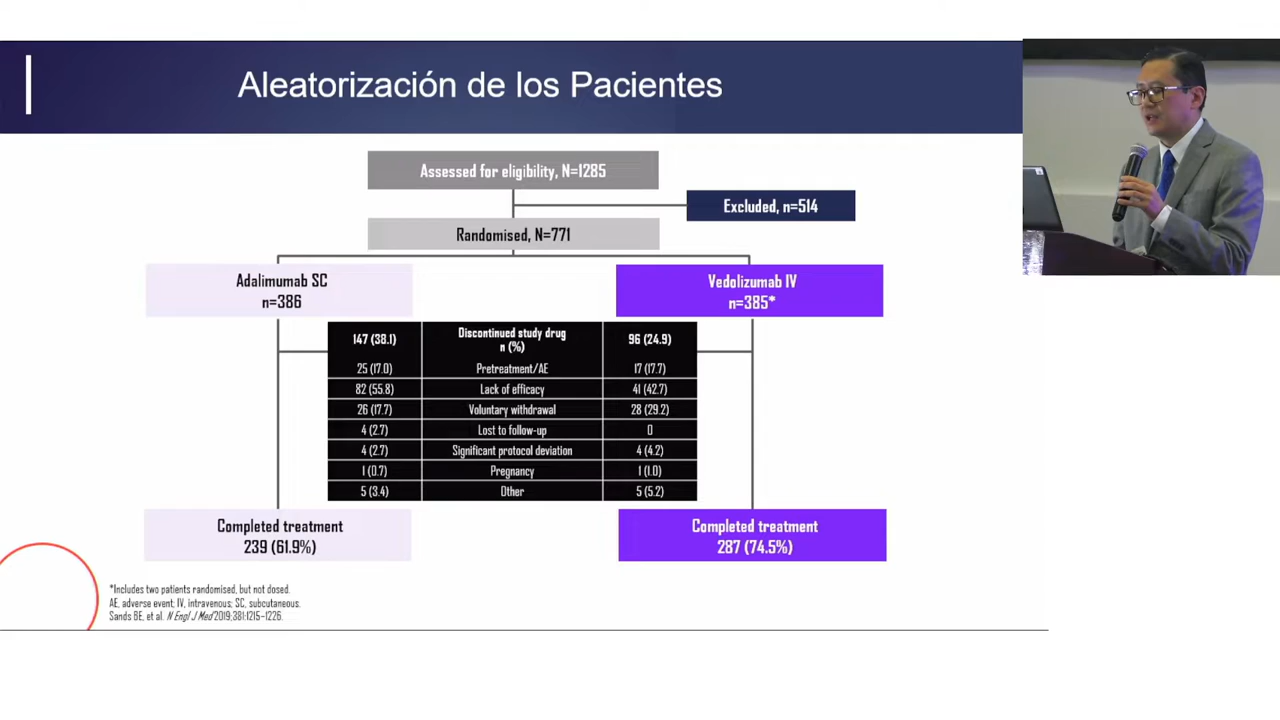 Aleatorización de los Pacientes
Assessed for eligibility, N=1285
Excluded, n=514
Randomised, N=771
Adalimumab SC
n=386
Vedolizumab IV
n=385*
147 (38.1) Discontinued study drug n (%) 96 (24.9)
25 (17.0) Pretreatment/AE 17 (17.7)
82 (55.8) Lack of efficacy 41 (42.7)
26 (17.7) Voluntary withdrawal 28 (29.2)
4 (2.7) Lost to follow-up 0
4 (2.7) Significant protocol deviation 4 (4.2)
1 (0.7) Pregnancy 1 (1.0)
5 (3.4) Other 5 (5.2)
Completed treatment
239 (61.9%)
Completed treatment
287 (74.5%)
*Includes two patients randomised, but not dosed.
AE, adverse event; IV, intravenous; SC, subcutaneous.
Sands BE, et al. N Engl J Med 2019;381:1215–1226.